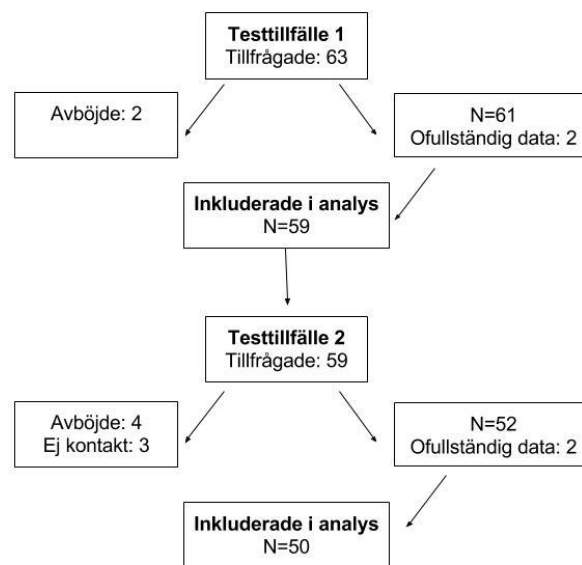 Testtillfälle 1
Tillfrågade: 63
Avböjde: 2
N=61
Ofullständig data: 2
Inkluderade i analys
N=59
Testtillfälle 2
Tillfrågade: 59
Avböjde: 4
Ej kontakt: 3
N=52
Ofullständig data: 2
Inkluderade i analys
N=50